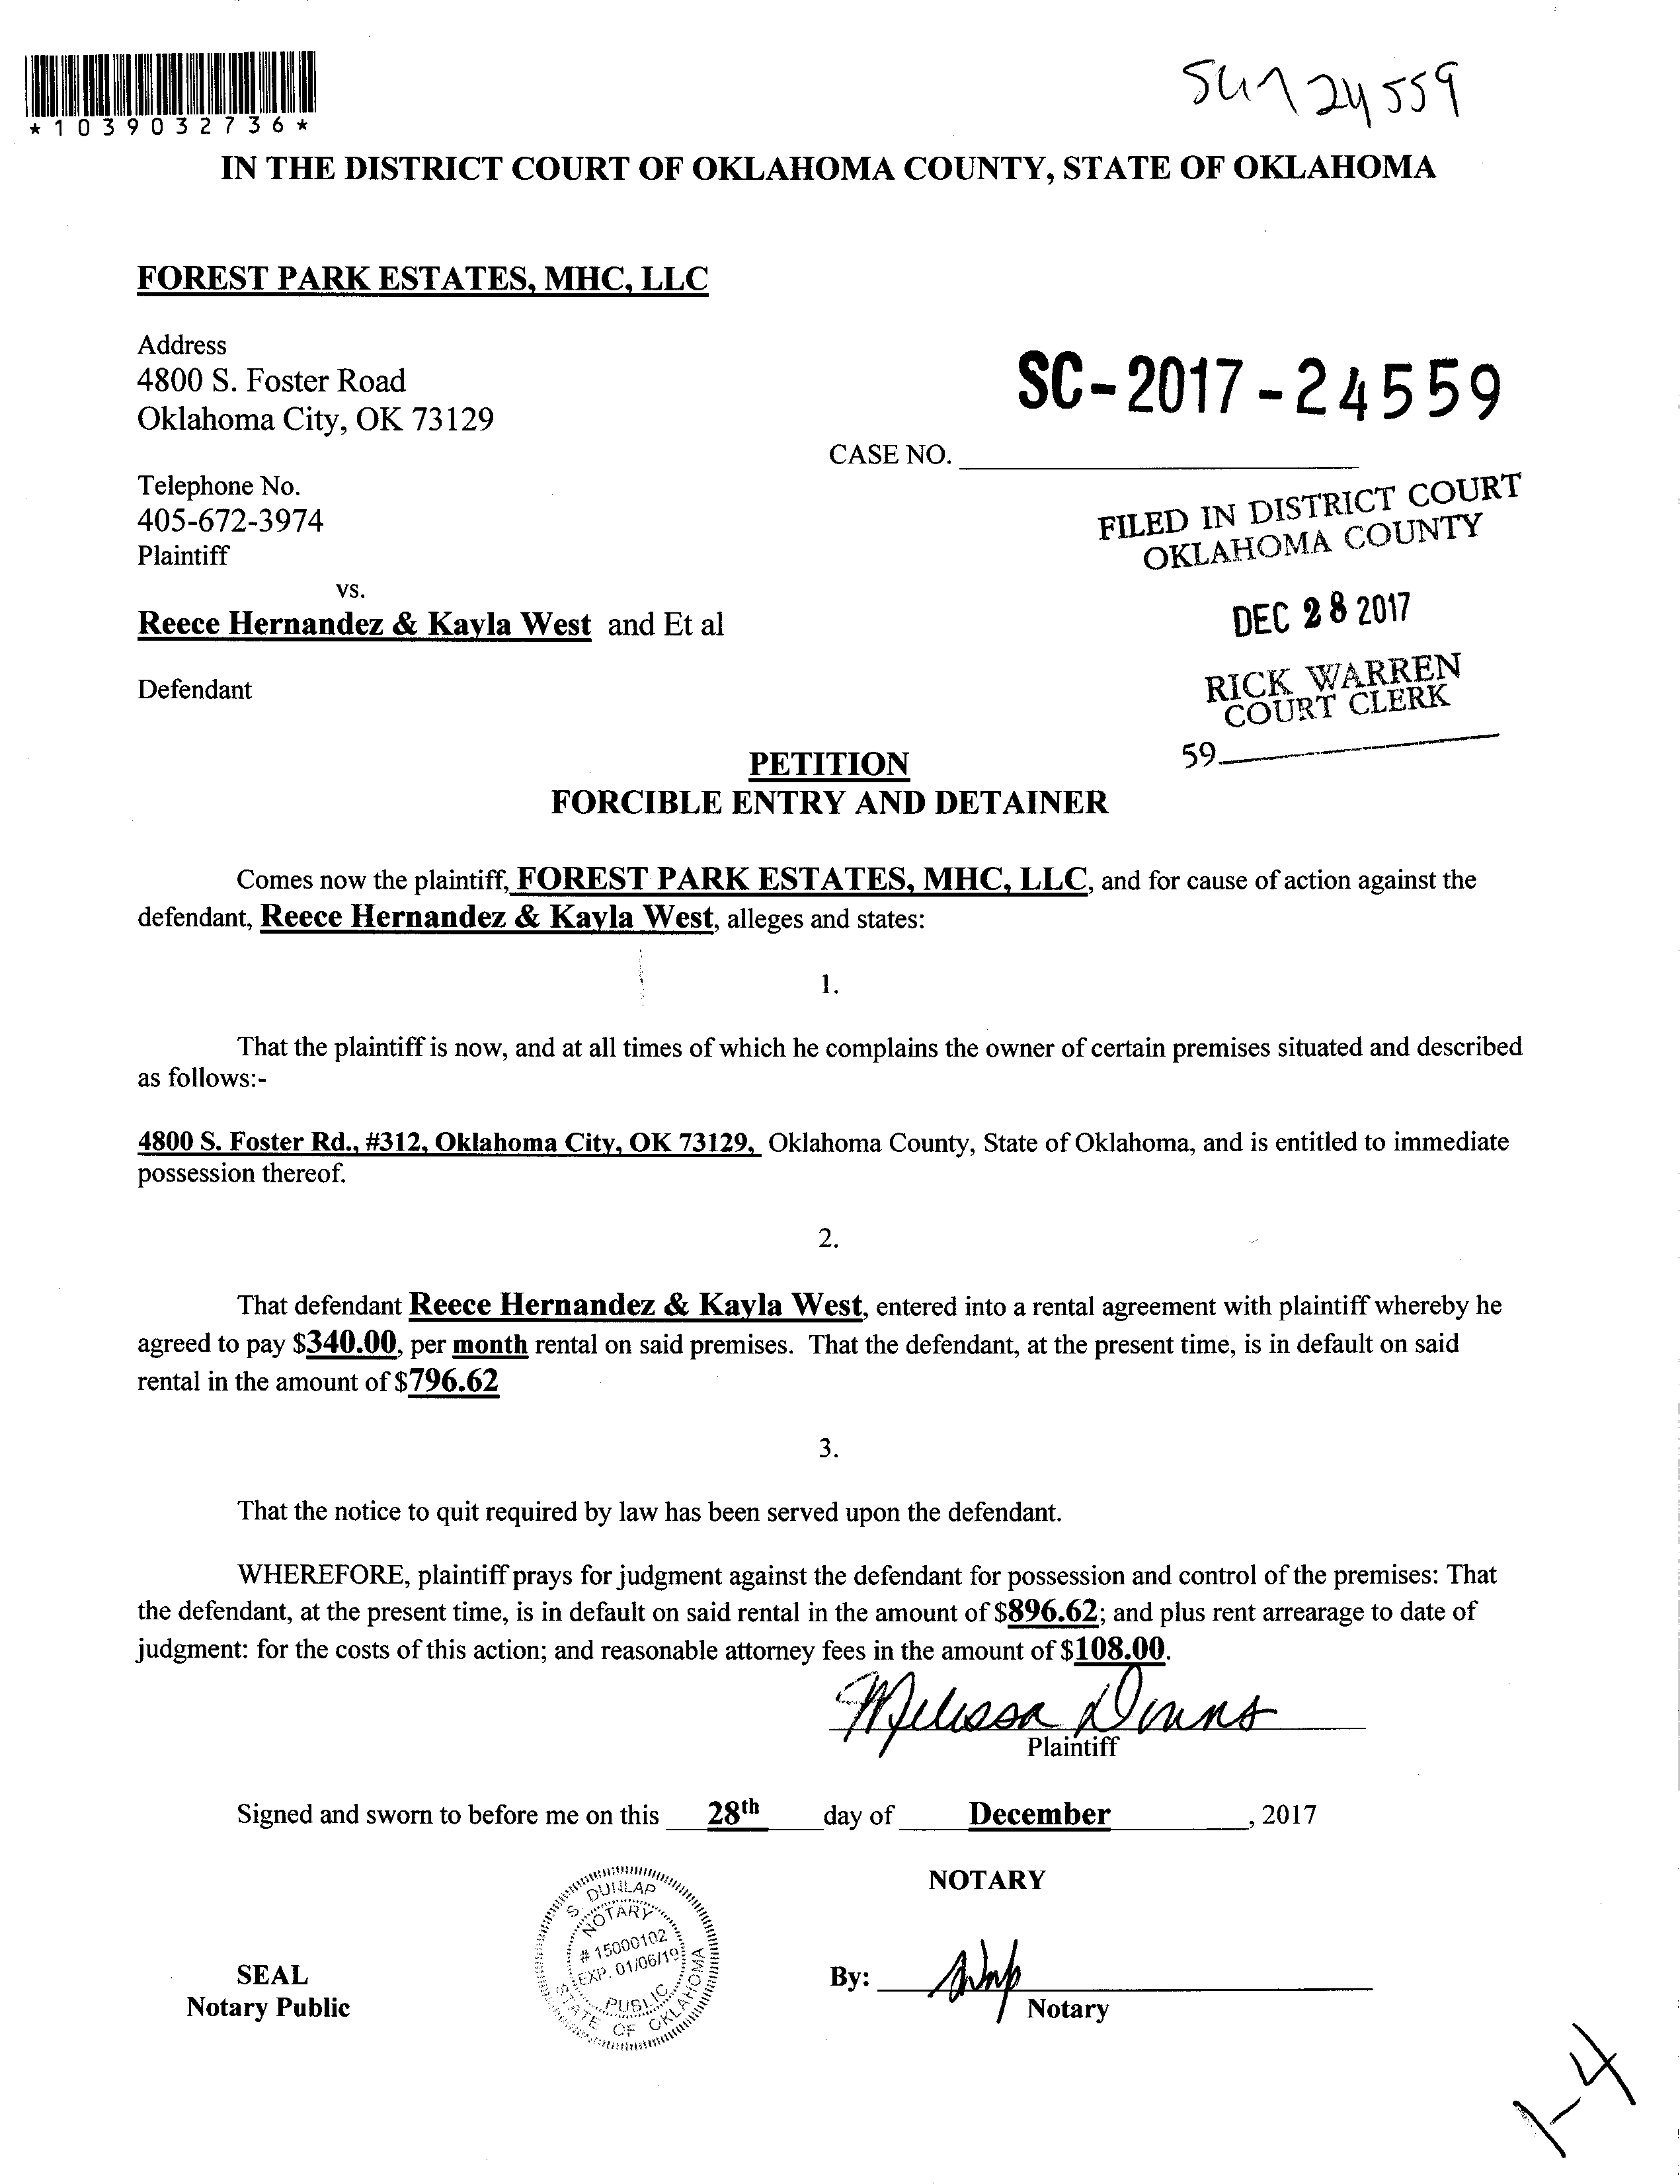 *1039032736*
IN THE DISTRICT COURT OF OKLAHOMA COUNTY, STATE OF OKLAHOMA
FOREST PARK ESTATES, MHC, LLC
Address
4800 S. Foster Road
Oklahoma City, OK 73129
SC-2017-24559
CASE NO.
Telephone No.
405-672-3974
Plaintiff
FILED IN DISTRICT COURT
OKLAHOMA COUNTY
vs.
Reece Hernandez & Kayla West and Et al
DEC 28 2017
Defendant
RICK WARREN
COURT CLERK
59
PETITION
FORCIBLE ENTRY AND DETAINER
Comes now the plaintiff, FOREST PARK ESTATES, MHC, LLC, and for cause of action against the
defendant, Reece Hernandez & Kayla West, alleges and states:
1.
That the plaintiff is now, and at all times of which he complains the owner of certain premises situated and described
as follows:-
4800 S. Foster Rd., #312, Oklahoma City, OK 73129, Oklahoma County, State of Oklahoma, and is entitled to immediate
possession thereof.
2.
That defendant Reece Hernandez & Kayla West, entered into a rental agreement with plaintiff whereby he
agreed to pay $340.00, per month rental on said premises. That the defendant, at the present time, is in default on said
rental in the amount of $796.62
3.
That the notice to quit required by law has been served upon the defendant.
WHEREFORE, plaintiff prays for judgment against the defendant for possession and control of the premises: That
the defendant, at the present time, is in default on said rental in the amount of $896.62; and plus rent arrearage to date of
judgment: for the costs of this action; and reasonable attorney fees in the amount of $108.00.
Melissa Downs
Plaintiff
Signed and sworn to before me on this 28th day of December, 2017
NOTARY
S. DUNLAP
NOTARY
# 15000102
EXP. 01/06/19
PUBLIC
STATE OF OKLAHOMA
SEAL
Notary Public
By:
Notary
1-4